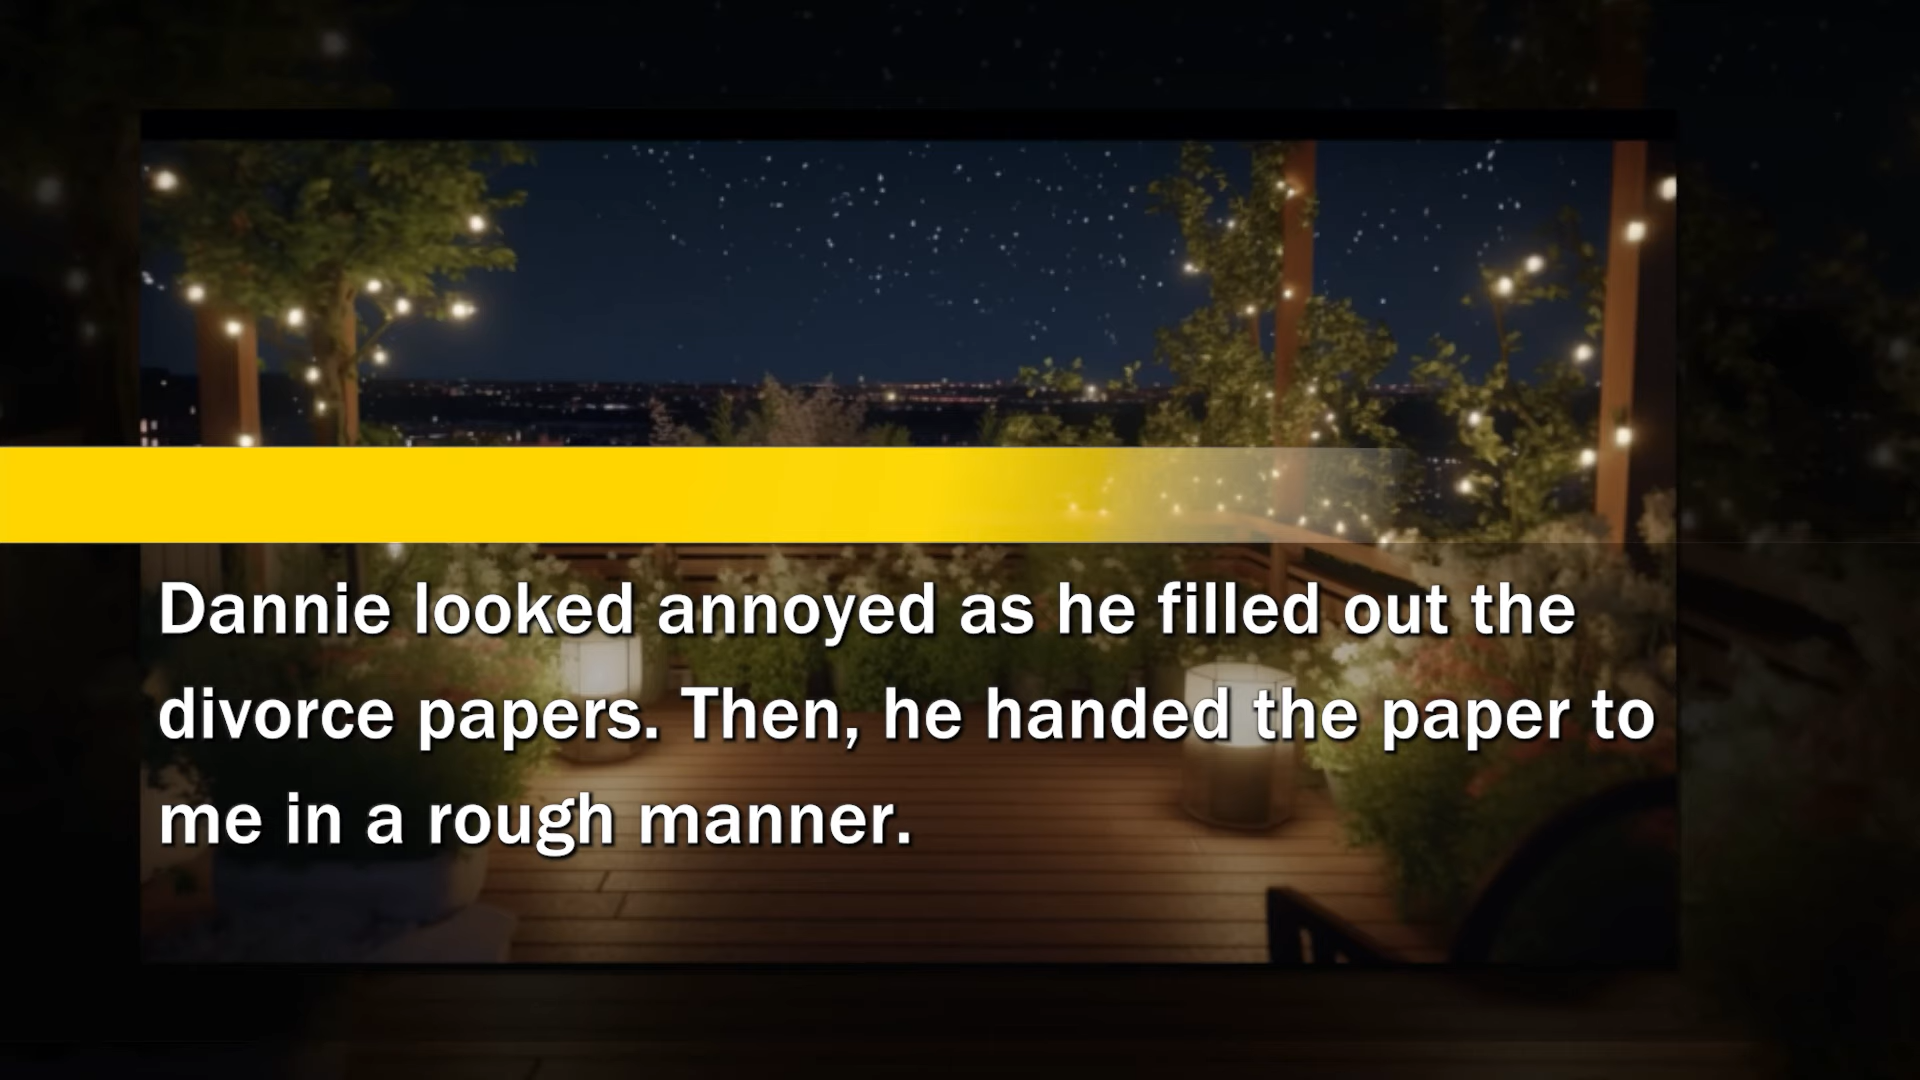 Dannie looked annoyed as he filled out the
divorce papers. Then, he handed the paper to
me in a rough manner.